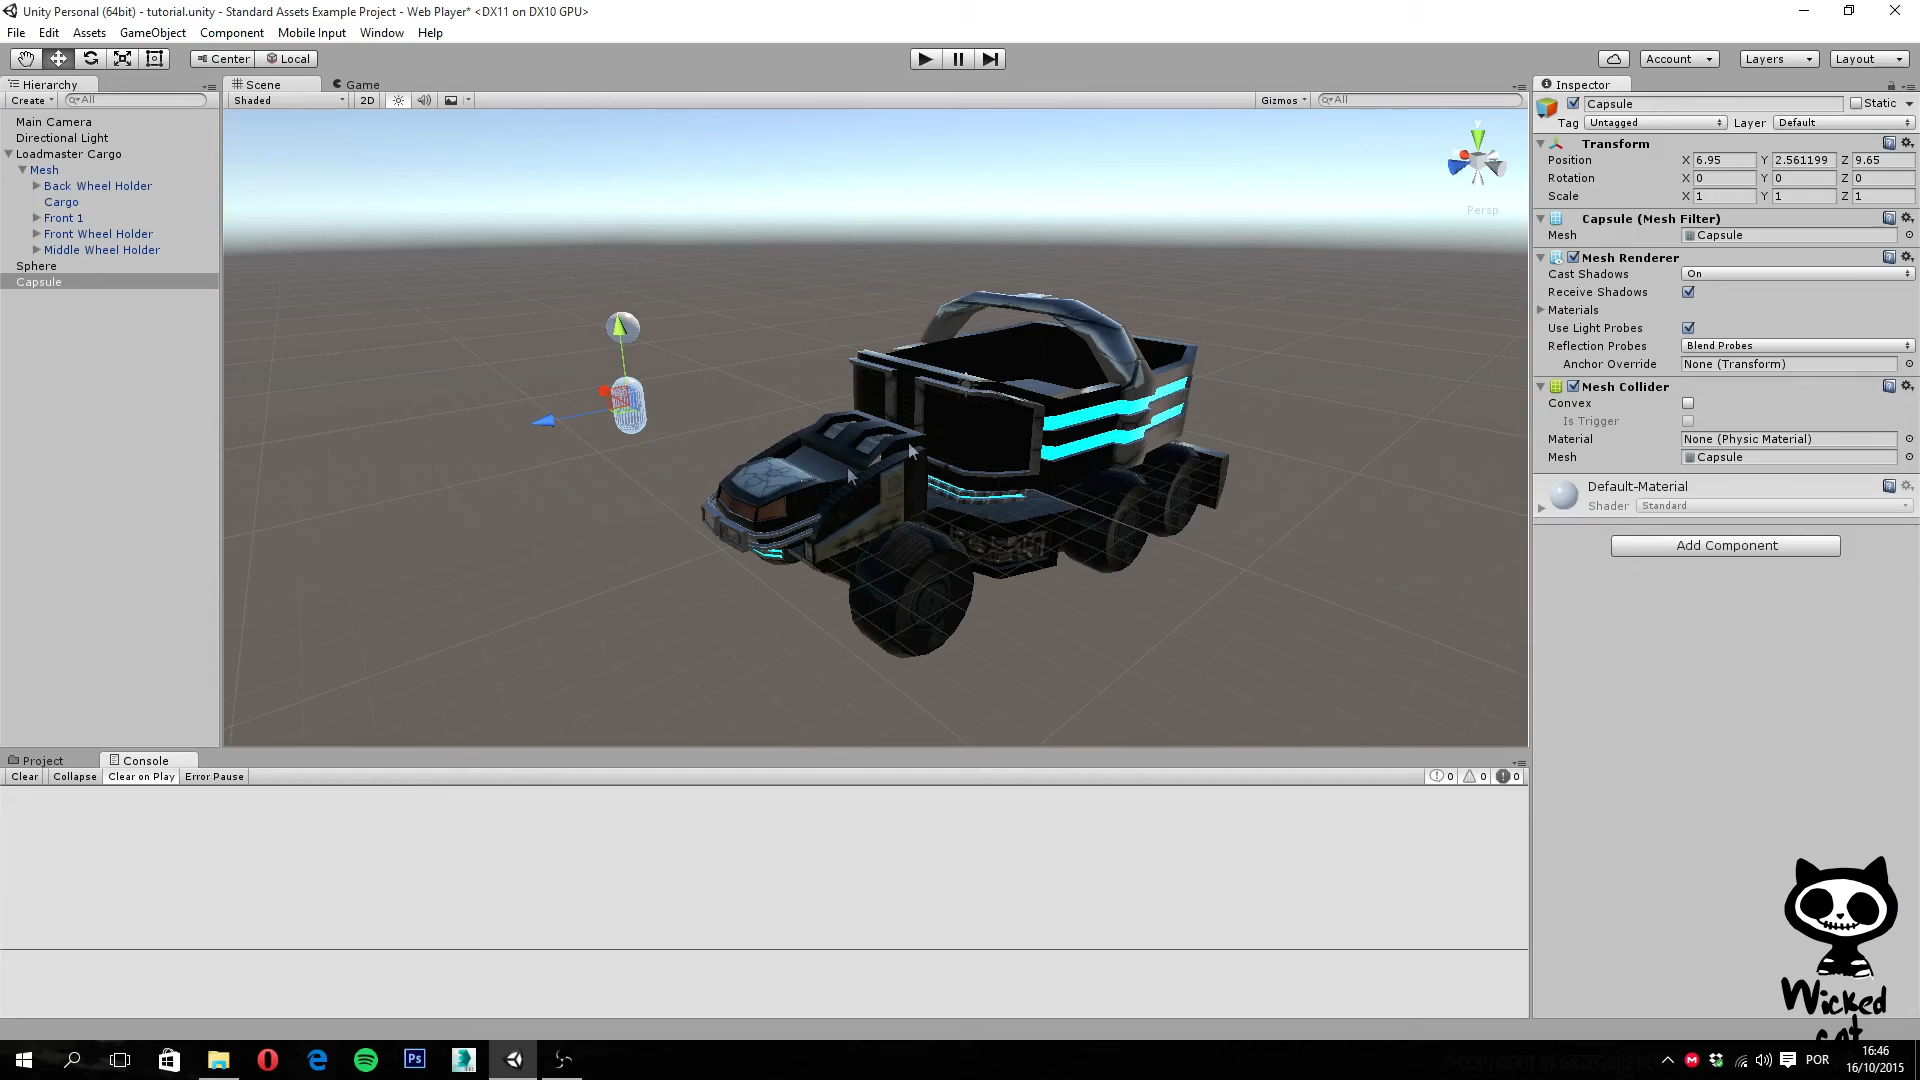 Unity Personal (64bit) - tutorial.unity - Standard Assets Example Project - Web Player* <DX11 on DX10 GPU>
File Edit Assets GameObject Component Mobile Input Window Help
Center Local Account Layers Layout
Hierarchy
Create All
Main Camera
Directional Light
Loadmaster Cargo
Mesh
Back Wheel Holder
Cargo
Front 1
Front Wheel Holder
Middle Wheel Holder
Sphere
Capsule
Scene Game
Shaded 2D Gizmos All
y
Persp
Inspector
Capsule Static
Tag Untagged Layer Default
Transform
Position X 6.95 Y 2.561199 Z 9.65
Rotation X 0 Y 0 Z 0
Scale X 1 Y 1 Z 1
Capsule (Mesh Filter)
Mesh Capsule
Mesh Renderer
Cast Shadows On
Receive Shadows
Materials
Use Light Probes
Reflection Probes Blend Probes
Anchor Override None (Transform)
Mesh Collider
Convex
Is Trigger
Material None (Physic Material)
Mesh Capsule
Default-Material
Shader Standard
Add Component
Project Console
Clear Collapse Clear on Play Error Pause 0 0 0
Wicked
cat
Ps
POR
16:46
16/10/2015